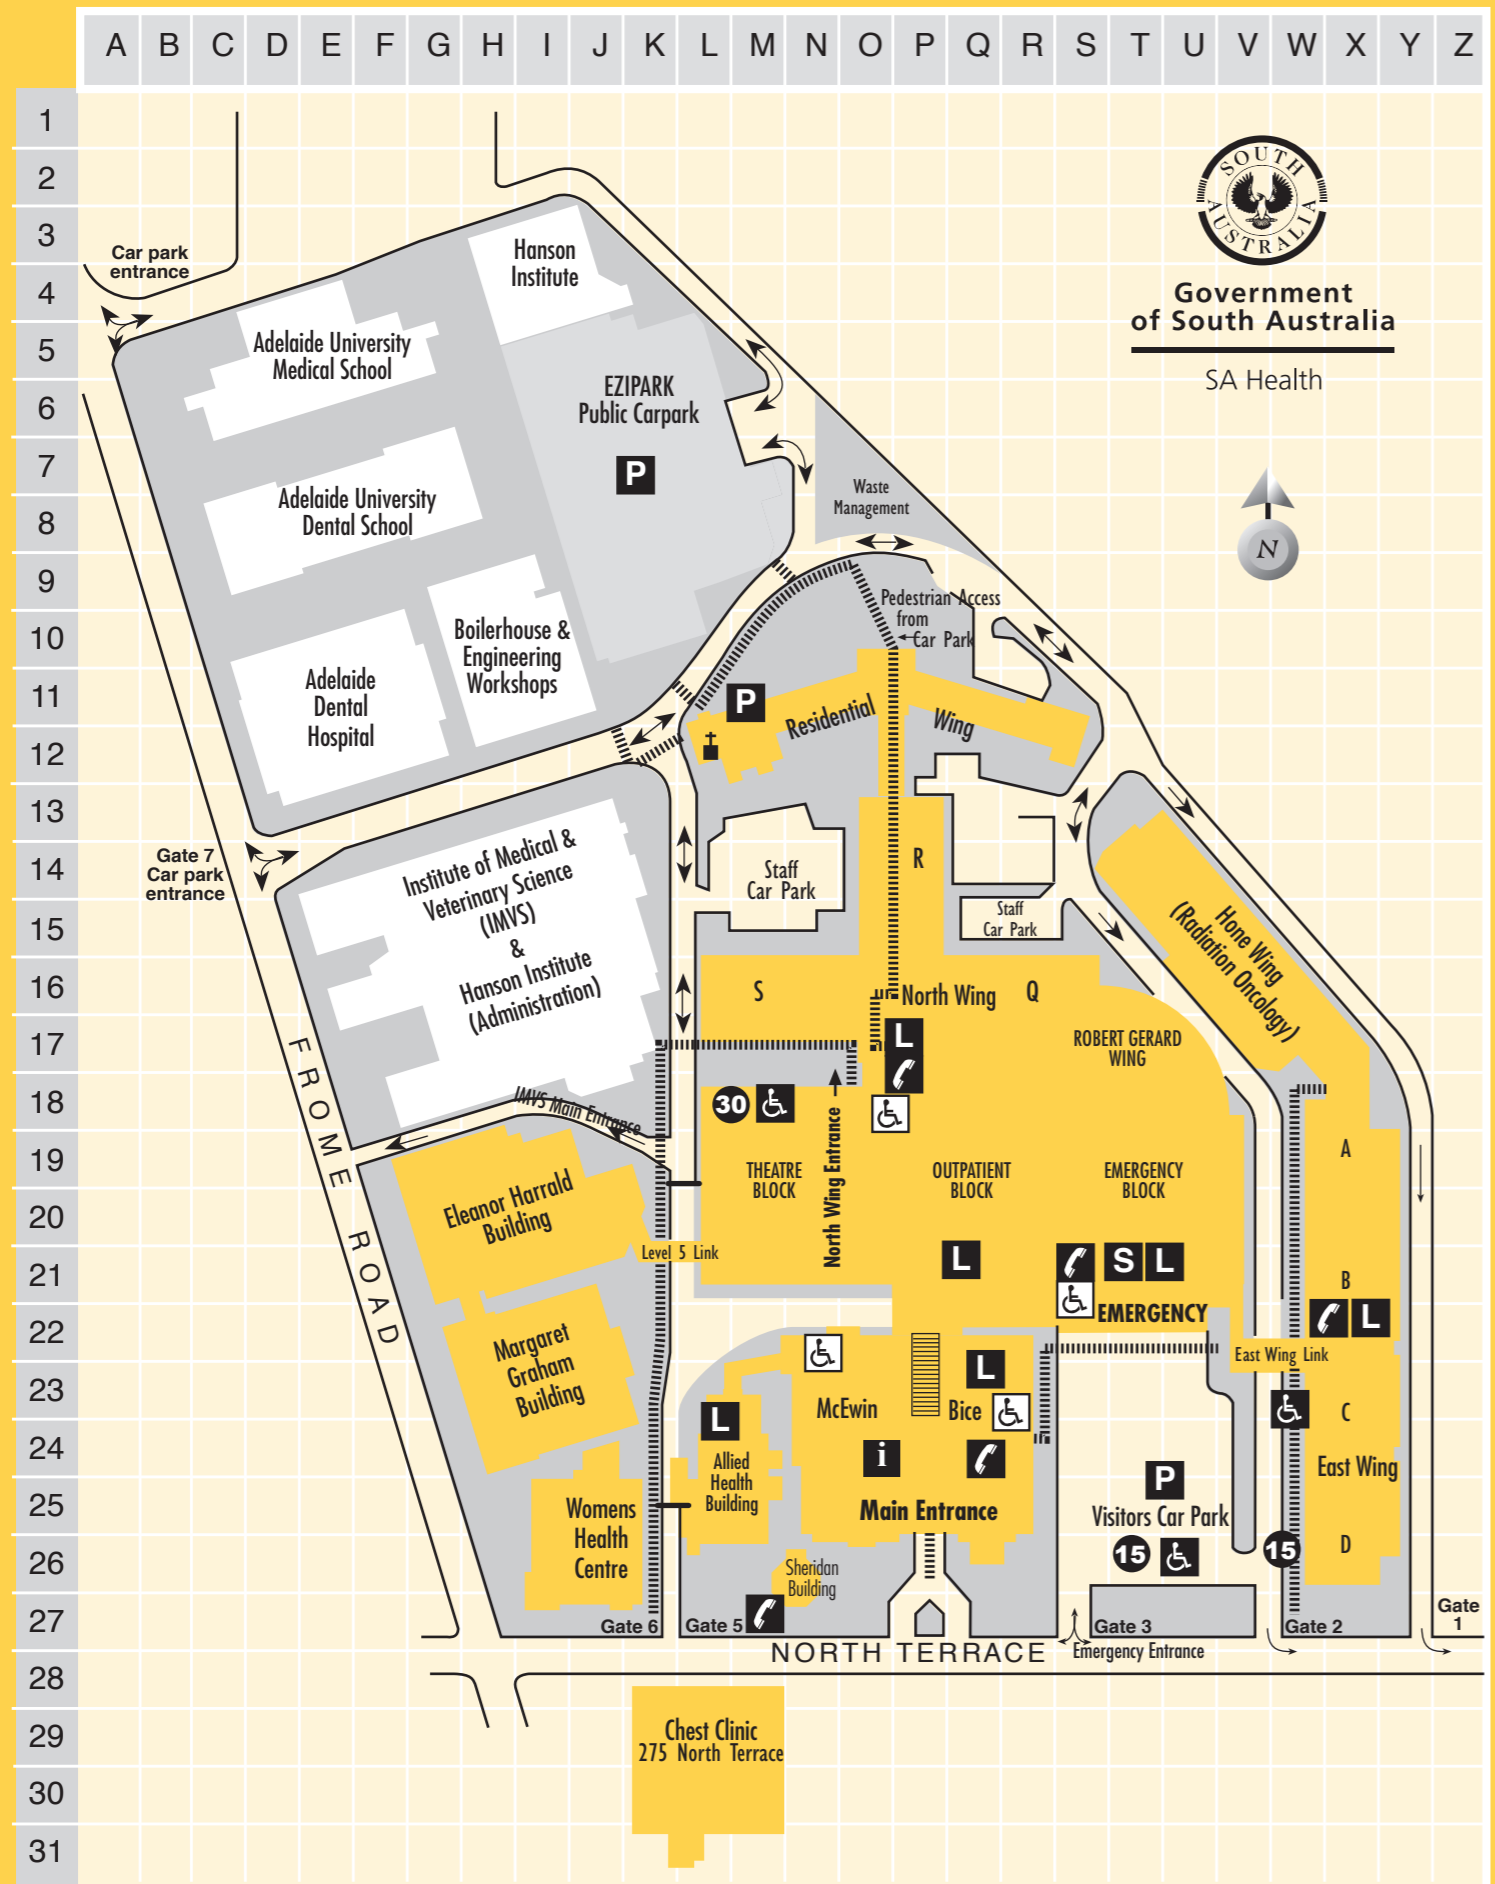 A B C D E F G H I J K L M N O P Q R S T U V W X Y Z
1
2
3
4
5
6
7
8
9
10
11
12
13
14
15
16
17
18
19
20
21
22
23
24
25
26
27
28
29
30
31
SOUTH
AUSTRALIA
Government
of South Australia
SA Health
N
Car park
entrance
Hanson
Institute
Adelaide University
Medical School
EZIPARK
Public Carpark
P
Adelaide University
Dental School
Waste
Management
Boilerhouse &
Engineering
Workshops
Pedestrian Access
from
Car Park
Adelaide
Dental
Hospital
P
Residential
Wing
Gate 7
Car park
entrance
Institute of Medical &
Veterinary Science
(IMVS)
&
Hanson Institute
(Administration)
Staff
Car Park
R
Staff
Car Park
Hone Wing
(Radiation Oncology)
S
North Wing
Q
L
ROBERT GERARD
WING
FROME ROAD
IMVS Main Entrance
30
North Wing Entrance
THEATRE
BLOCK
OUTPATIENT
BLOCK
EMERGENCY
BLOCK
A
Eleanor Harrald
Building
Level 5 Link
L
S L
EMERGENCY
B
L
Margaret
Graham
Building
East Wing Link
L
McEwin
Bice
C
L
i
Allied
Health
Building
East Wing
P
Visitors Car Park
Womens
Health
Centre
Main Entrance
15
15
D
Sheridan
Building
Gate 6
Gate 5
Gate 3
Gate 2
Gate
1
NORTH TERRACE
Emergency Entrance
Chest Clinic
275 North Terrace